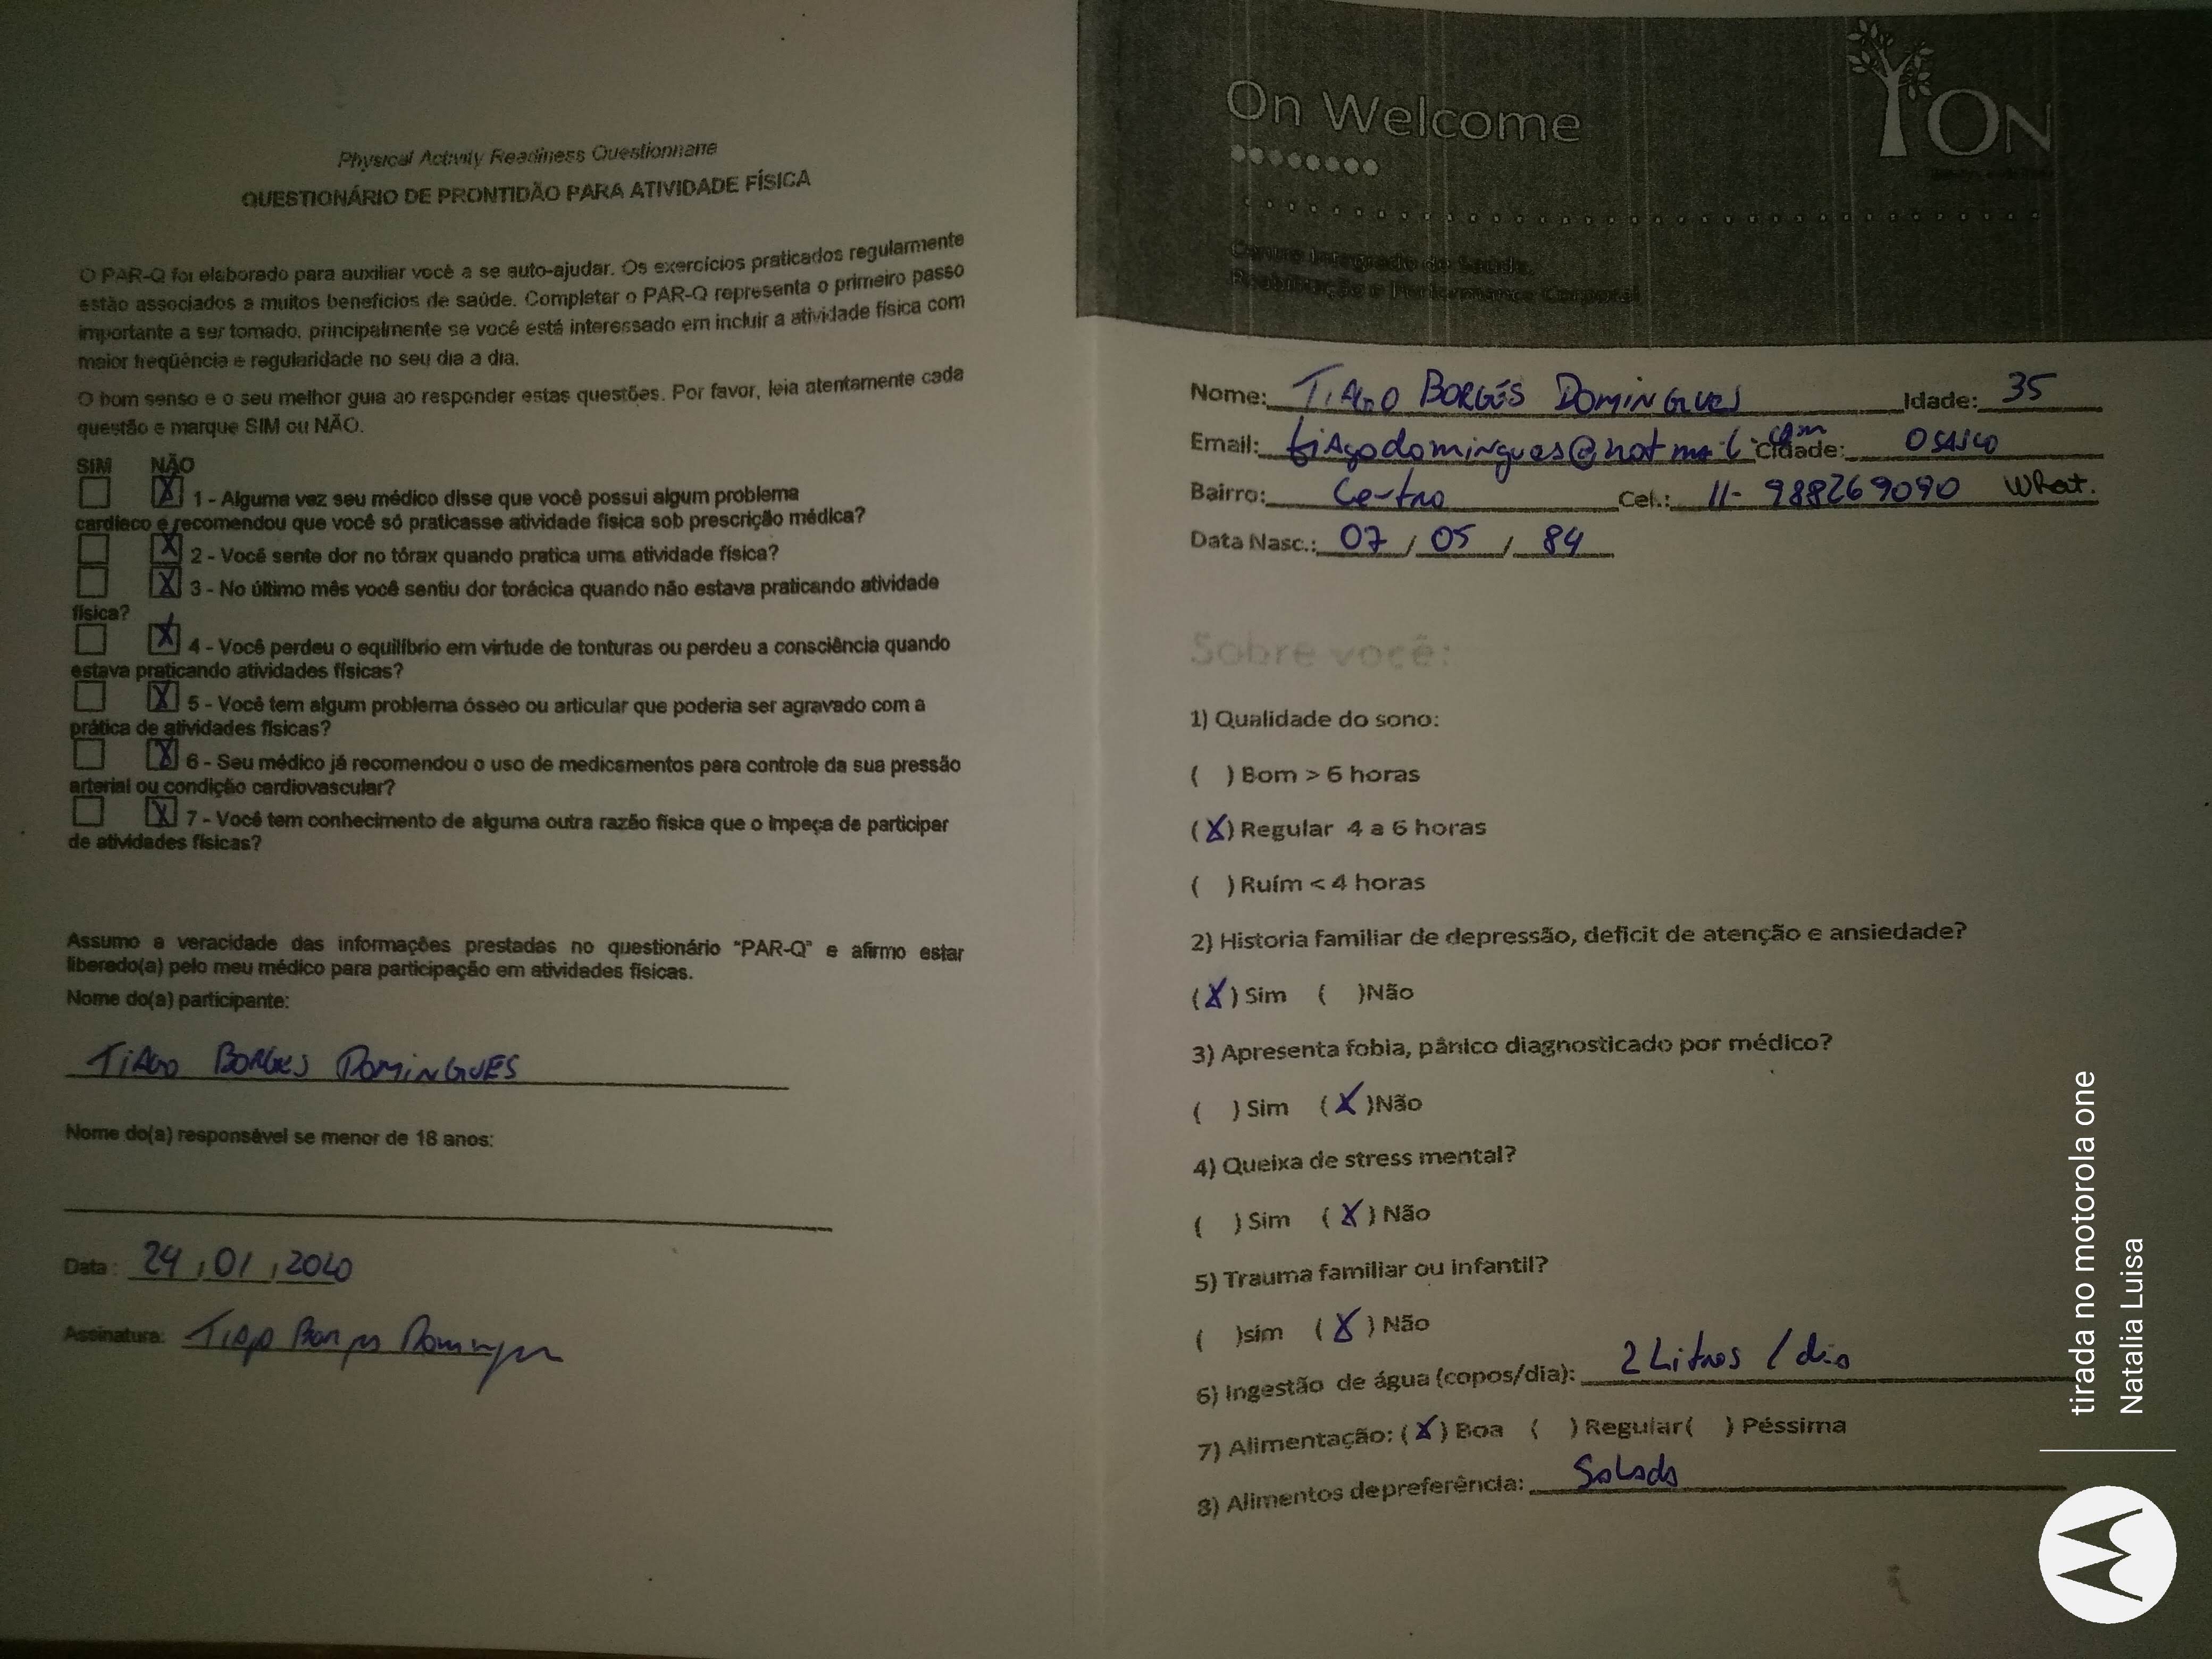 Physical Activity Readiness Questionnaire
QUESTIONÁRIO DE PRONTIDÃO PARA ATIVIDADE FÍSICA
O PAR-Q foi elaborado para auxiliar você a se auto-ajudar. Os exercícios praticados regularmente
estão associados a muitos benefícios de saúde. Completar o PAR-Q representa o primeiro passo
importante a ser tomado, principalmente se você está interessado em incluir a atividade física com
maior freqüência e regularidade no seu dia a dia.
O bom senso e o seu melhor guia ao responder estas questões. Por favor, leia atentamente cada
questão e marque SIM ou NÃO.
SIM NÃO
X 1 - Alguma vez seu médico disse que você possui algum problema
cardíaco e recomendou que você só praticasse atividade física sob prescrição médica?
X 2 - Você sente dor no tórax quando pratica uma atividade física?
X 3 - No último mês você sentiu dor torácica quando não estava praticando atividade
física?
X 4 - Você perdeu o equilíbrio em virtude de tonturas ou perdeu a consciência quando
estava praticando atividades físicas?
X 5 - Você tem algum problema ósseo ou articular que poderia ser agravado com a
prática de atividades físicas?
X 6 - Seu médico já recomendou o uso de medicamentos para controle da sua pressão
arterial ou condição cardiovascular?
X 7 - Você tem conhecimento de alguma outra razão física que o impeça de participar
de atividades físicas?
Assumo a veracidade das informações prestadas no questionário "PAR-Q" e afirmo estar
liberado(a) pelo meu médico para participação em atividades físicas.
Nome do(a) participante:
TIAGO BORGES DOMINGUES
Nome do(a) responsável se menor de 18 anos:
Data: 24,01,2020
Assinatura: Tiago Borges Domingues
On Welcome
ON
Centro Integrado de Saúde,
Reabilitação e Performance Corporal
Nome: TIAGO BORGES DOMINGUES Idade: 35
Email: tiagodomingues@hotmail.com Cidade: OSASCO
Bairro: Centro Cel.: 11- 988269090 What.
Data Nasc.: 07 / 05 / 84
Sobre você:
1) Qualidade do sono:
( ) Bom > 6 horas
(X) Regular 4 a 6 horas
( ) Ruím < 4 horas
2) Historia familiar de depressão, deficit de atenção e ansiedade?
(X) Sim ( )Não
3) Apresenta fobia, pânico diagnosticado por médico?
( ) Sim (X)Não
4) Queixa de stress mental?
( ) Sim (X) Não
5) Trauma familiar ou infantil?
( )sim (X) Não
6) Ingestão de água (copos/dia): 2 Litros / dia
7) Alimentação: (X) Boa ( ) Regular( ) Péssima
8) Alimentos de preferência: Salada
tirada no motorola one
Natalia Luisa